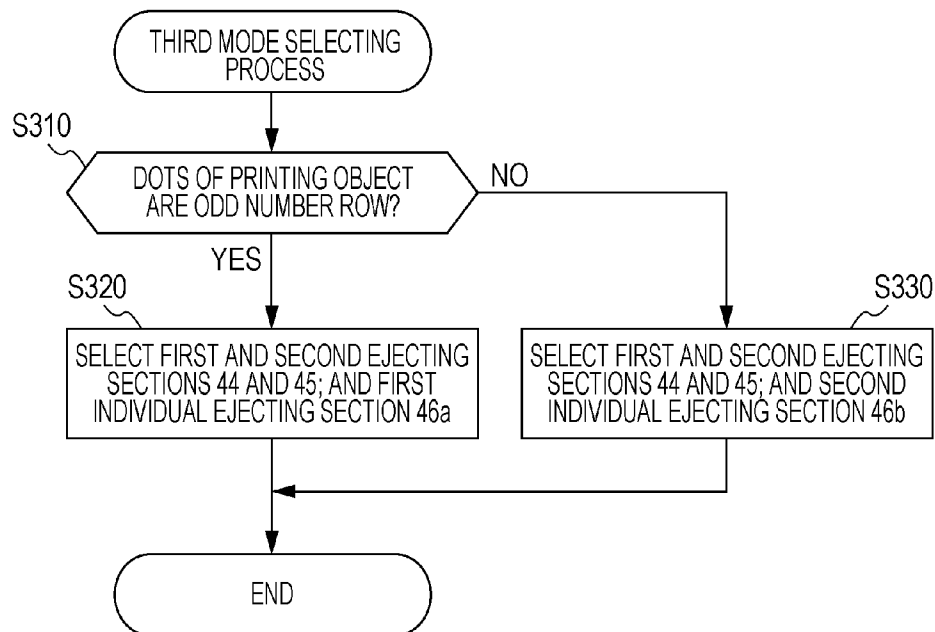 THIRD MODE SELECTING
PROCESS
S310
DOTS OF PRINTING OBJECT
ARE ODD NUMBER ROW?
NO
YES
S320
SELECT FIRST AND SECOND EJECTING
SECTIONS 44 AND 45; AND FIRST
INDIVIDUAL EJECTING SECTION 46a
S330
SELECT FIRST AND SECOND EJECTING
SECTIONS 44 AND 45; AND SECOND
INDIVIDUAL EJECTING SECTION 46b
END